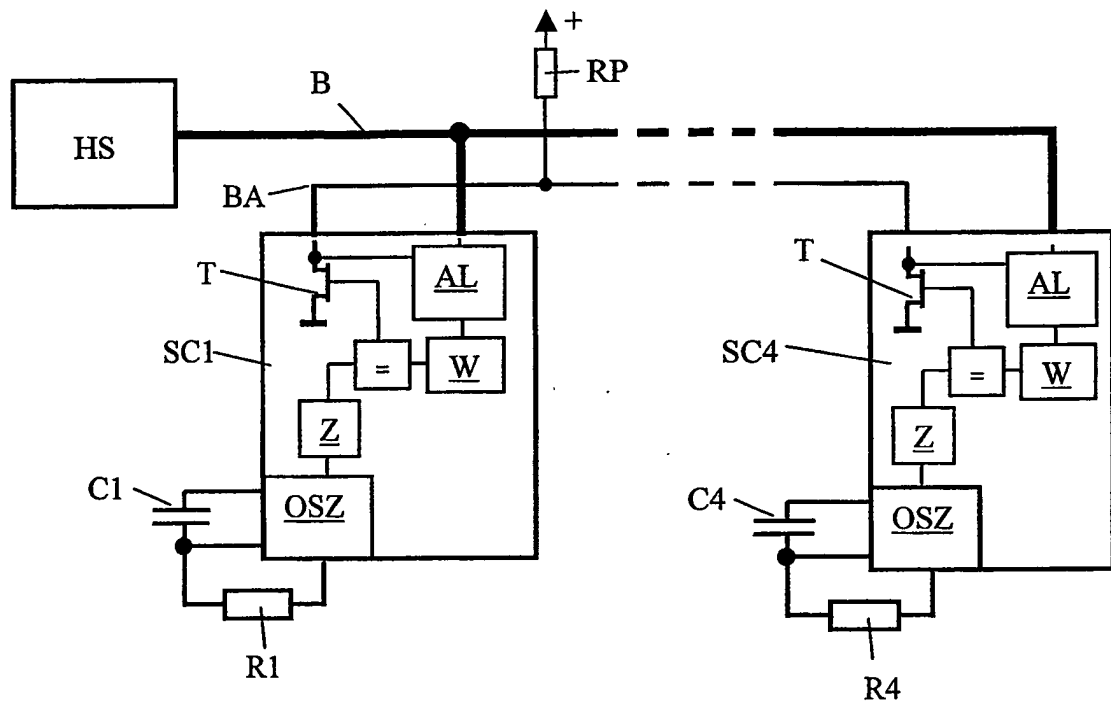 +
RP
B
HS
BA
T
AL
SC1
=
W
Z
C1
OSZ
R1
T
AL
SC4
=
W
Z
C4
OSZ
R4